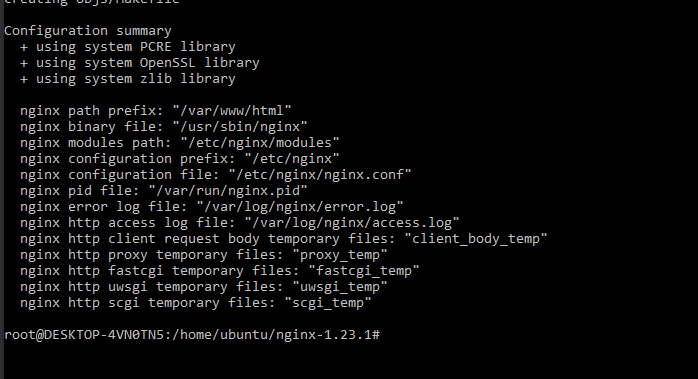 creating objs/Makefile
Configuration summary
+ using system PCRE library
+ using system OpenSSL library
+ using system zlib library
nginx path prefix: "/var/www/html"
nginx binary file: "/usr/sbin/nginx"
nginx modules path: "/etc/nginx/modules"
nginx configuration prefix: "/etc/nginx"
nginx configuration file: "/etc/nginx/nginx.conf"
nginx pid file: "/var/run/nginx.pid"
nginx error log file: "/var/log/nginx/error.log"
nginx http access log file: "/var/log/nginx/access.log"
nginx http client request body temporary files: "client_body_temp"
nginx http proxy temporary files: "proxy_temp"
nginx http fastcgi temporary files: "fastcgi_temp"
nginx http uwsgi temporary files: "uwsgi_temp"
nginx http scgi temporary files: "scgi_temp"
root@DESKTOP-4VN0TN5:/home/ubuntu/nginx-1.23.1#